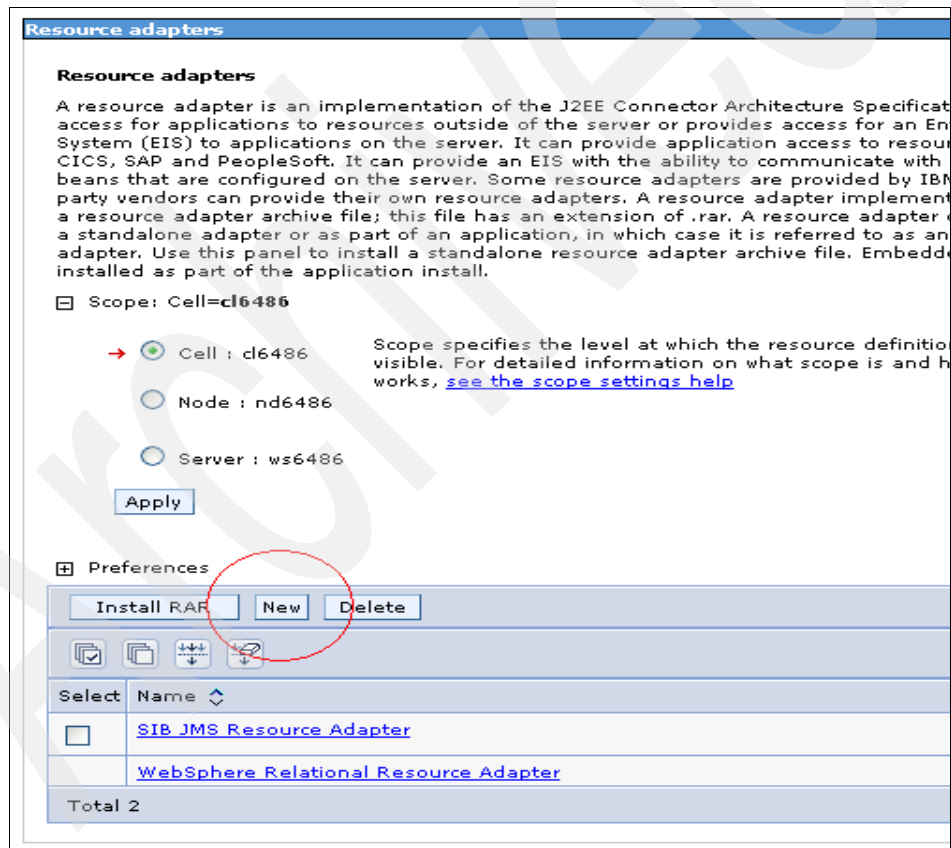 Resource adapters
Resource adapters
A resource adapter is an implementation of the J2EE Connector Architecture Specificat
access for applications to resources outside of the server or provides access for an En
System (EIS) to applications on the server. It can provide application access to resour
CICS, SAP and PeopleSoft. It can provide an EIS with the ability to communicate with
beans that are configured on the server. Some resource adapters are provided by IBM
party vendors can provide their own resource adapters. A resource adapter implement
a resource adapter archive file; this file has an extension of .rar. A resource adapter
a standalone adapter or as part of an application, in which case it is referred to as an
adapter. Use this panel to install a standalone resource adapter archive file. Embedde
installed as part of the application install.
Scope: Cell=cl6486
Cell : cl6486
Scope specifies the level at which the resource definition
visible. For detailed information on what scope is and h
works, see the scope settings help
Node : nd6486
Server : ws6486
Apply
Preferences
Install RAR New Delete
Select Name
SIB JMS Resource Adapter
WebSphere Relational Resource Adapter
Total 2
Archived